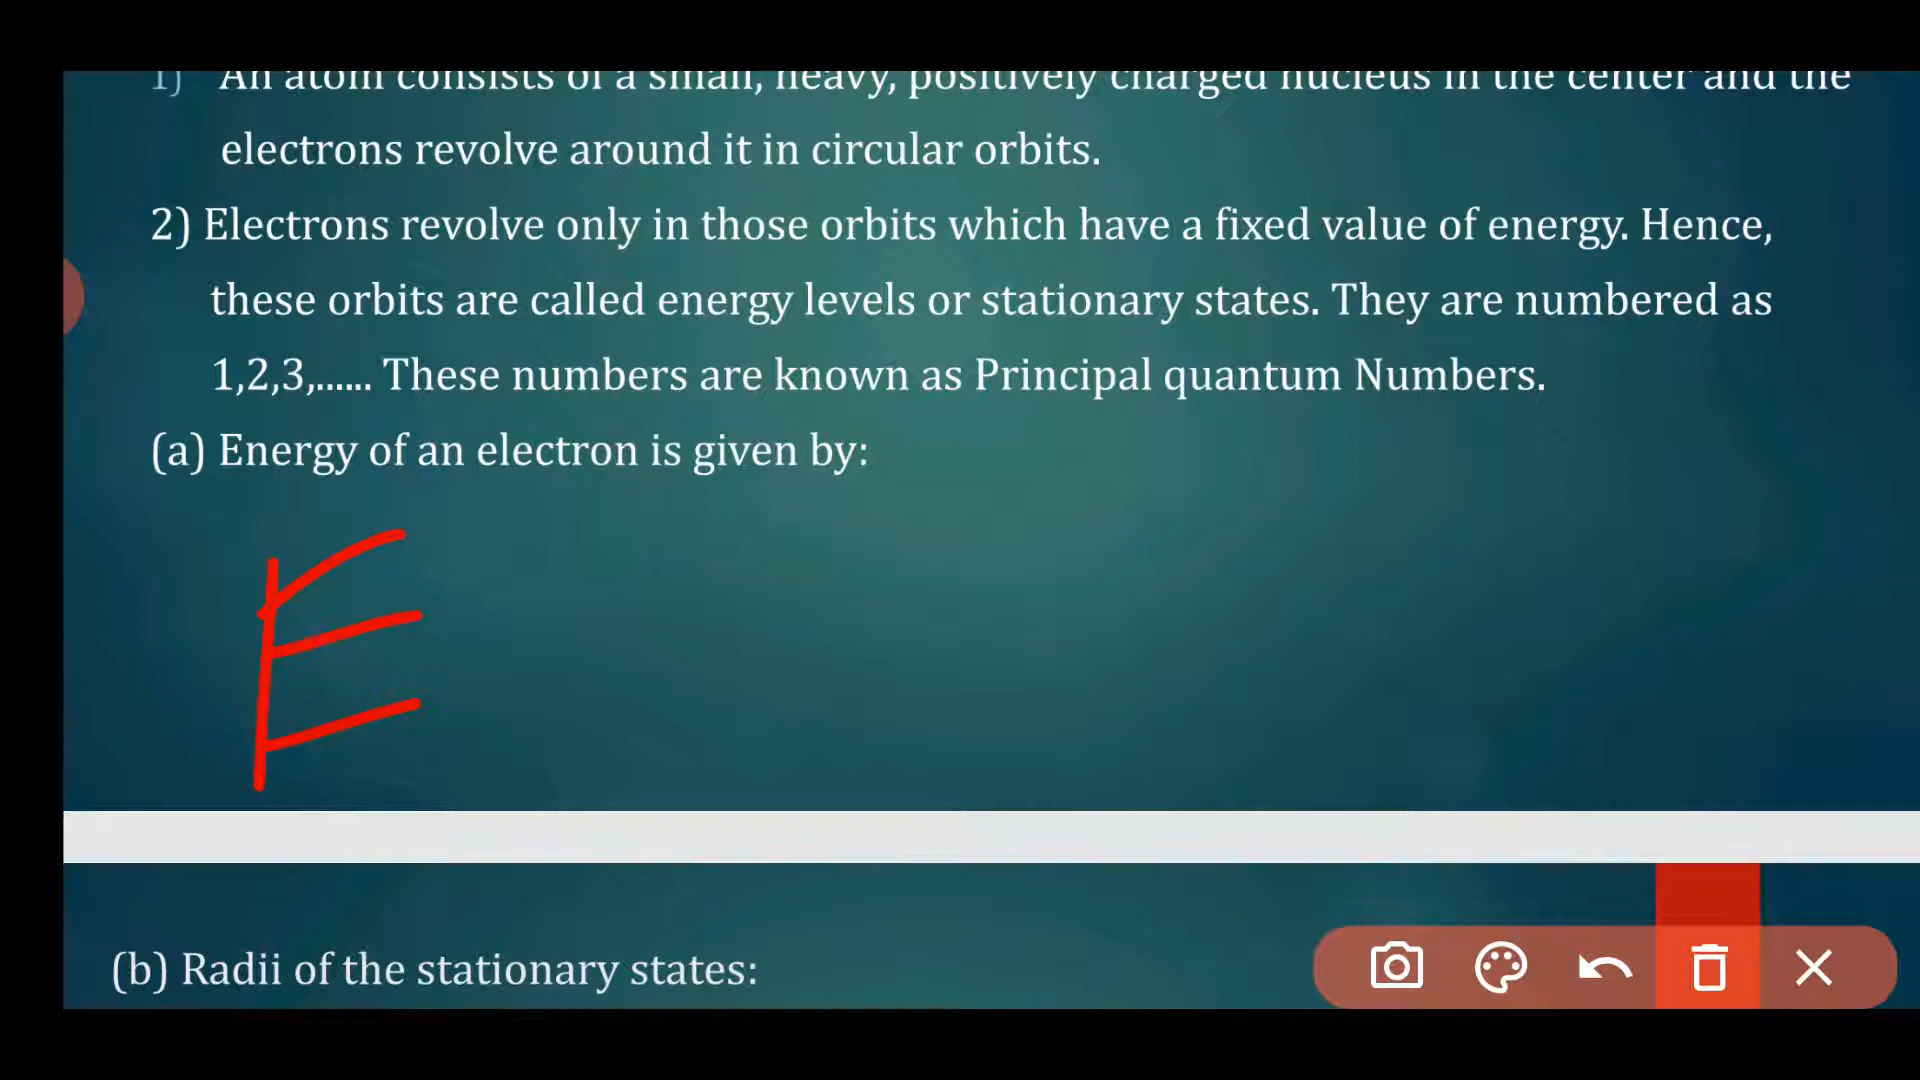 1) An atom consists of a small, heavy, positively charged nucleus in the center and the
electrons revolve around it in circular orbits.
2) Electrons revolve only in those orbits which have a fixed value of energy. Hence,
these orbits are called energy levels or stationary states. They are numbered as
1,2,3,...... These numbers are known as Principal quantum Numbers.
(a) Energy of an electron is given by:
E
(b) Radii of the stationary states: